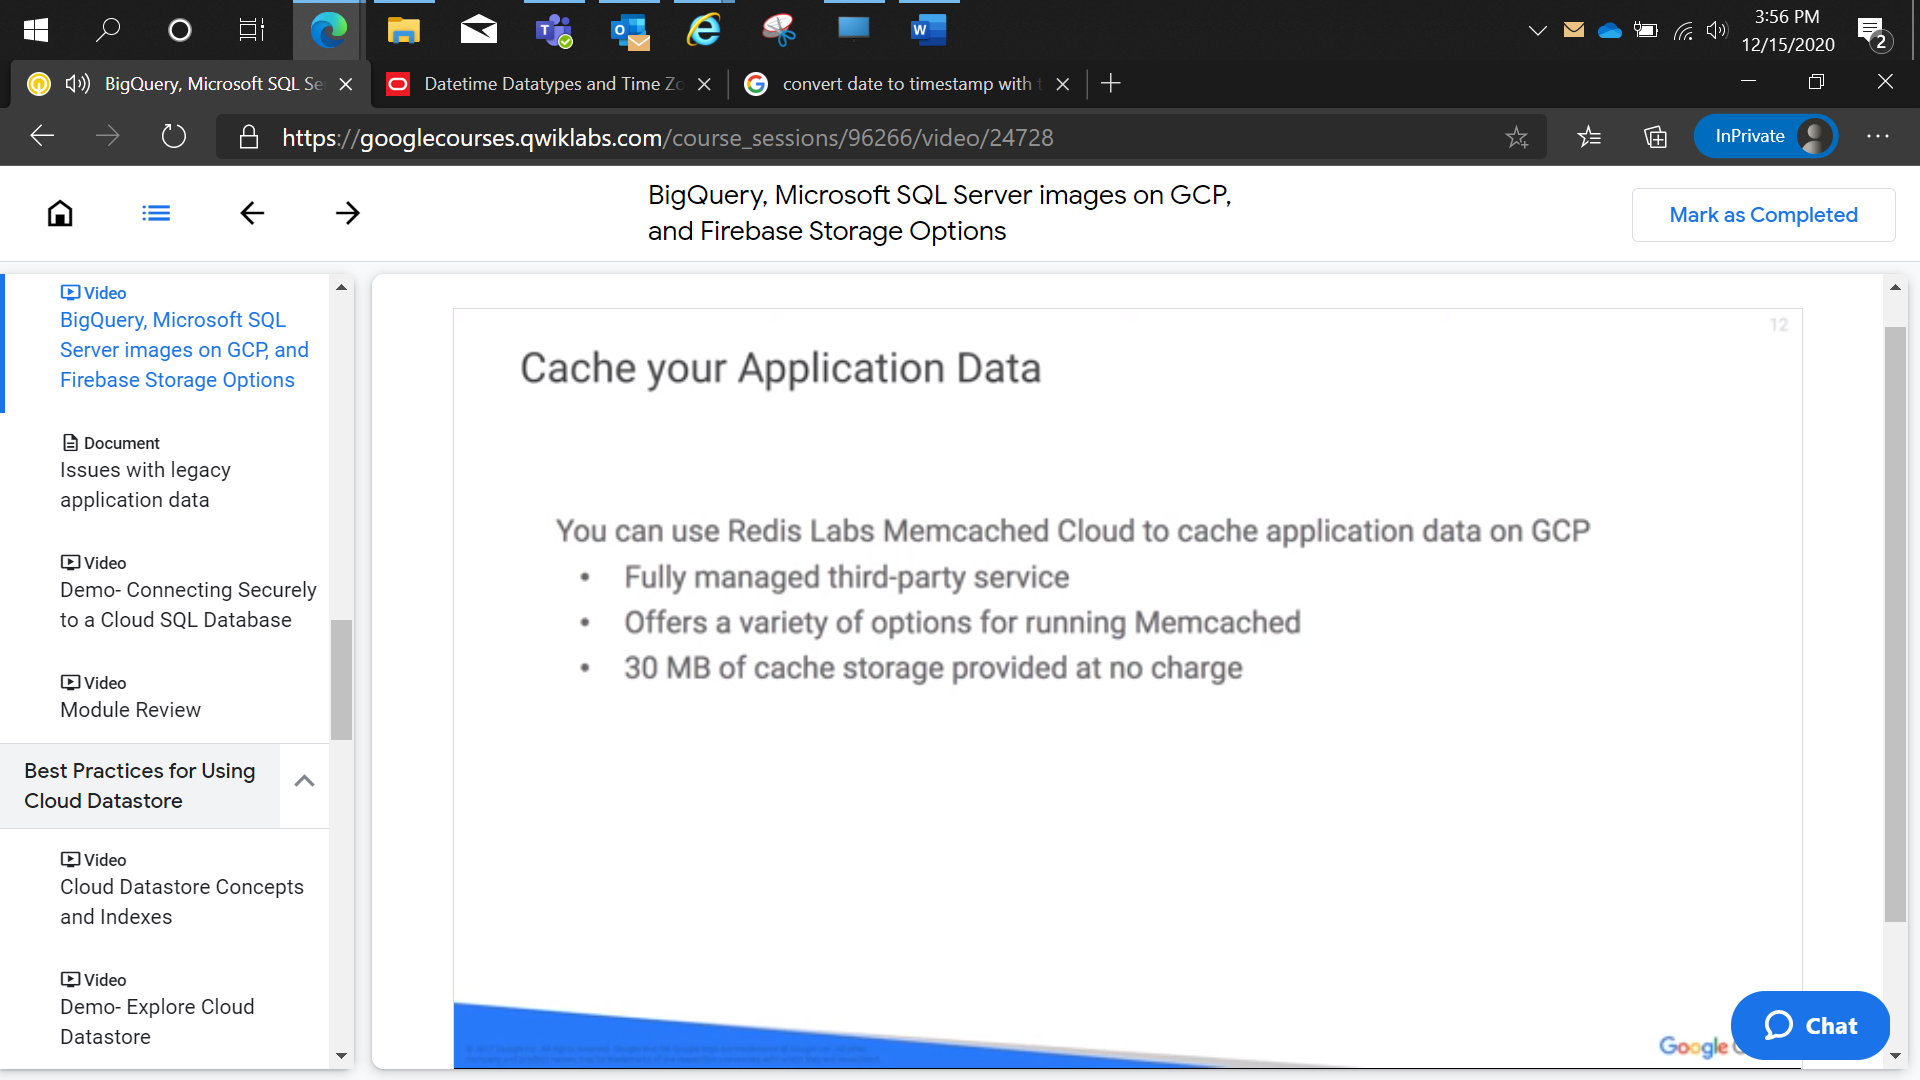 3:56 PM
12/15/2020
2
BigQuery, Microsoft SQL Se
Datetime Datatypes and Time Zo
convert date to timestamp with t
https://googlecourses.qwiklabs.com/course_sessions/96266/video/24728
InPrivate
BigQuery, Microsoft SQL Server images on GCP,
and Firebase Storage Options
Mark as Completed
Video
BigQuery, Microsoft SQL
Server images on GCP, and
Firebase Storage Options
Document
Issues with legacy
application data
Video
Demo- Connecting Securely
to a Cloud SQL Database
Video
Module Review
Best Practices for Using
Cloud Datastore
Video
Cloud Datastore Concepts
and Indexes
Video
Demo- Explore Cloud
Datastore
12
Cache your Application Data
You can use Redis Labs Memcached Cloud to cache application data on GCP
• Fully managed third-party service
• Offers a variety of options for running Memcached
• 30 MB of cache storage provided at no charge
Google
Chat